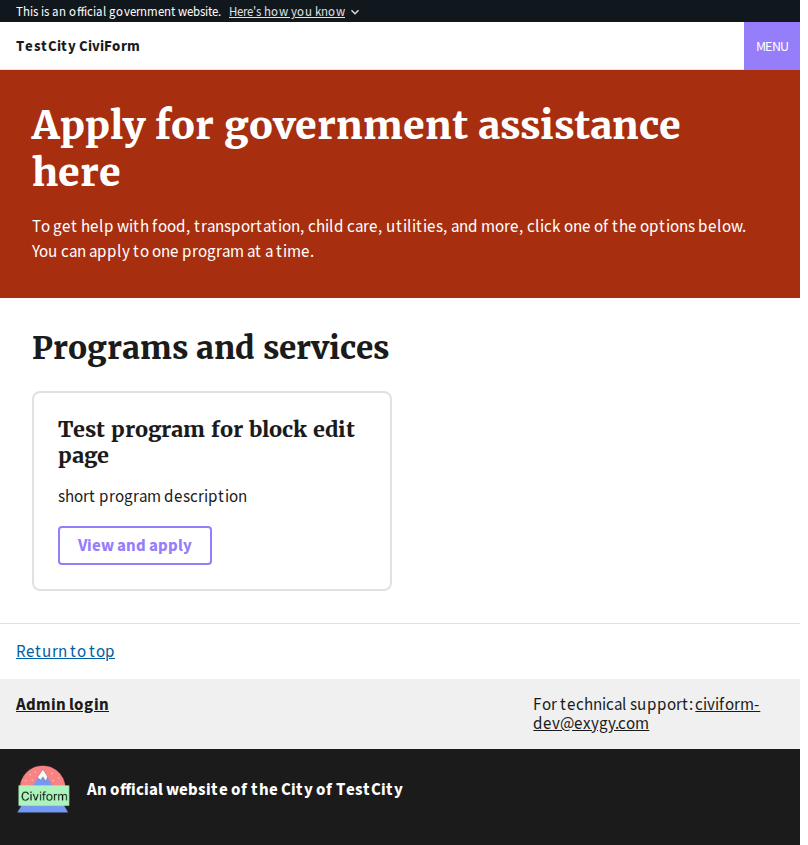 This is an official government website. Here's how you know
TestCity CiviForm
MENU
Apply for government assistance
here
To get help with food, transportation, child care, utilities, and more, click one of the options below.
You can apply to one program at a time.
Programs and services
Test program for block edit
page
short program description
View and apply
Return to top
Admin login
For technical support: civiform-
dev@exygy.com
Civiform
An official website of the City of TestCity